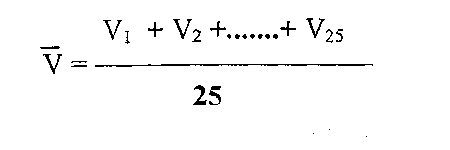 V₁ + V₂ +.......+ V₂₅
V̅ =
25